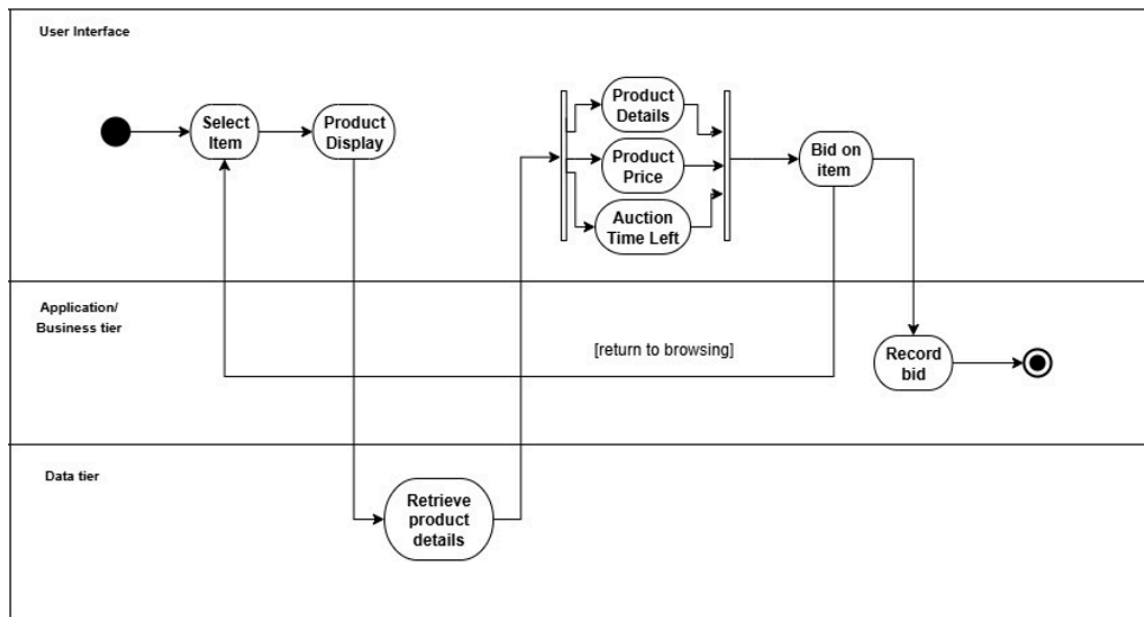 User Interface
Select
Item
Product
Display
Product
Details
Product
Price
Auction
Time Left
Bid on
item
Application/
Business tier
[return to browsing]
Record
bid
Data tier
Retrieve
product
details